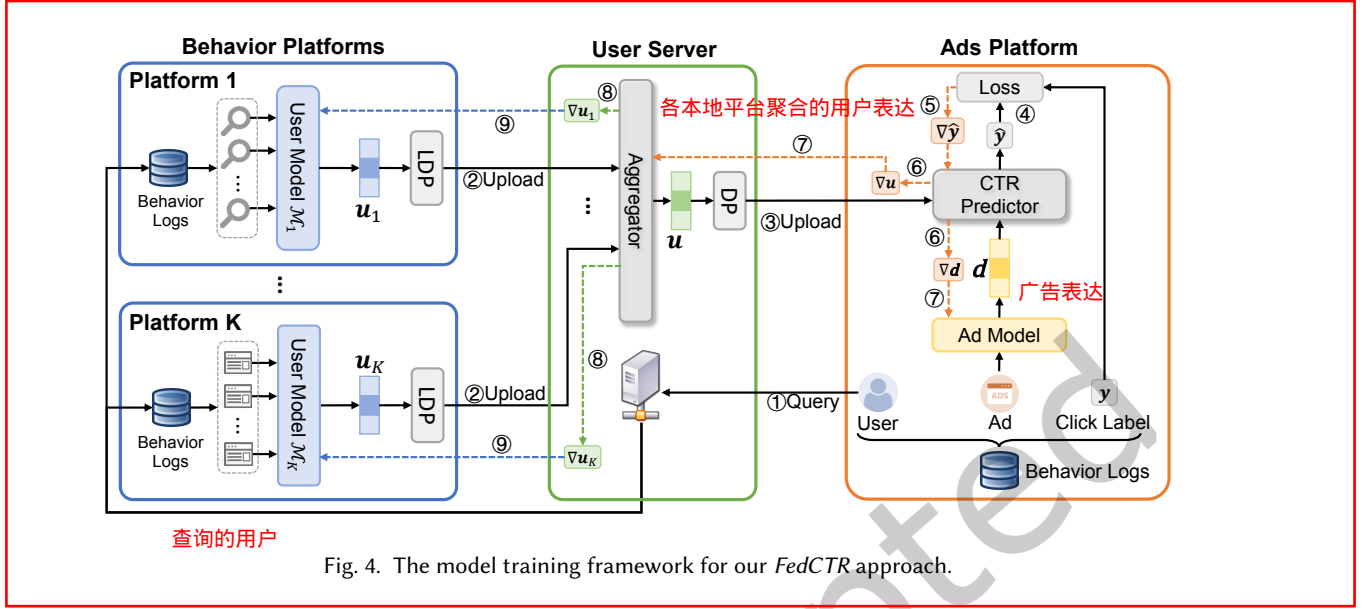 Behavior Platforms
User Server
Ads Platform
Platform 1
Behavior Logs
User Model ℳ₁
𝒖₁
LDP
②Upload
⑨
∇𝒖₁
⑧
各本地平台聚合的用户表达
Aggregator
𝒖
DP
③Upload
⑦
∇𝒖
⑥
Loss
⑤
④
∇ŷ
ŷ
CTR Predictor
⑥
∇𝒅
𝒅
⑦
广告表达
Ad Model
Platform K
Behavior Logs
User Model ℳ_K
𝒖_K
LDP
②Upload
⑨
∇𝒖_K
⑧
①Query
User
ADS
Ad
y
Click Label
Behavior Logs
查询的用户
Fig. 4. The model training framework for our FedCTR approach.